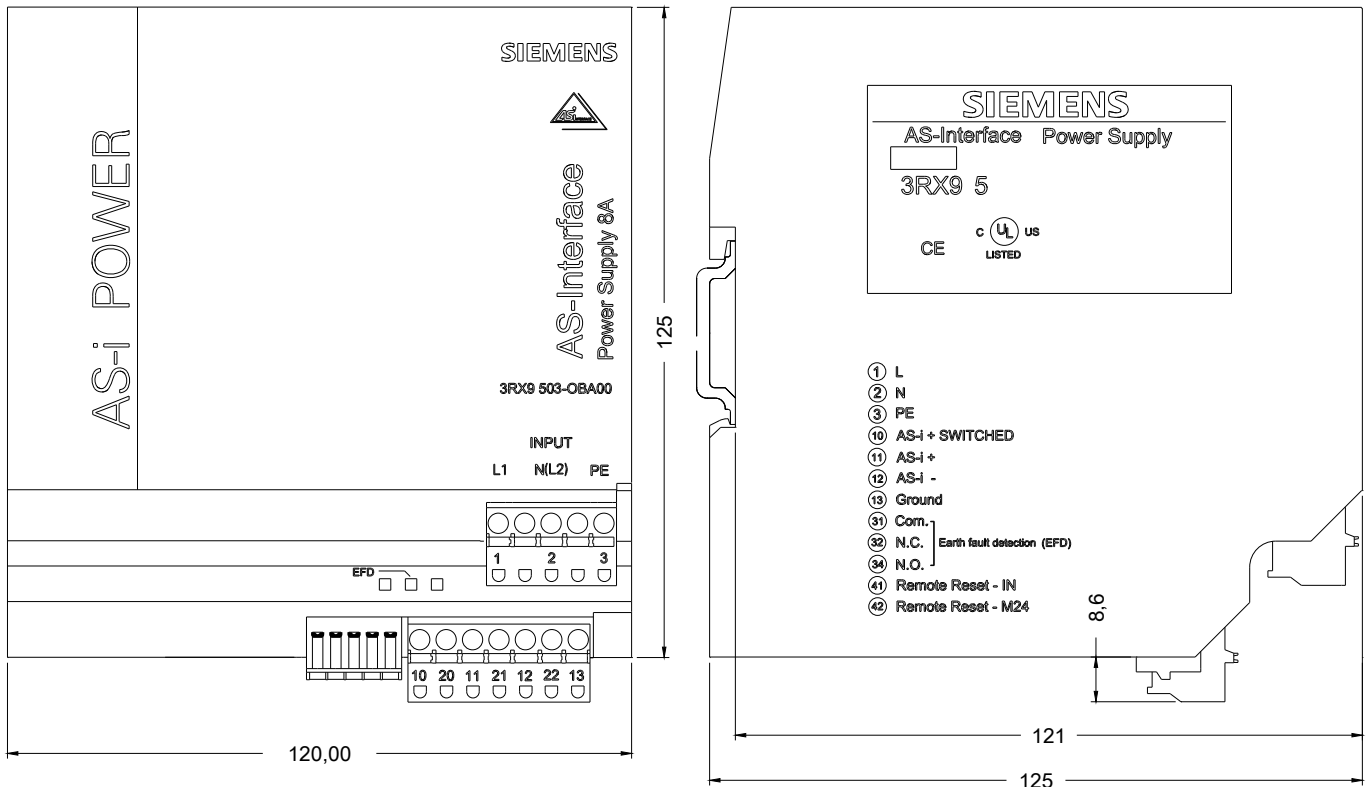 SIEMENS
ASi
AS-i POWER
AS-Interface
Power Supply 8A
3RX9 503-OBA00
INPUT
L1 N(L2) PE
1 2 3
EFD
10 20 11 21 12 22 13
120,00
125
SIEMENS
AS-Interface Power Supply
3RX9 5
CE
C UL US
LISTED
1 L
2 N
3 PE
10 AS-i + SWITCHED
11 AS-i +
12 AS-i -
13 Ground
31 Com.
32 N.C. Earth fault detection (EFD)
34 N.O.
41 Remote Reset - IN
42 Remote Reset - M24
8,6
121
125